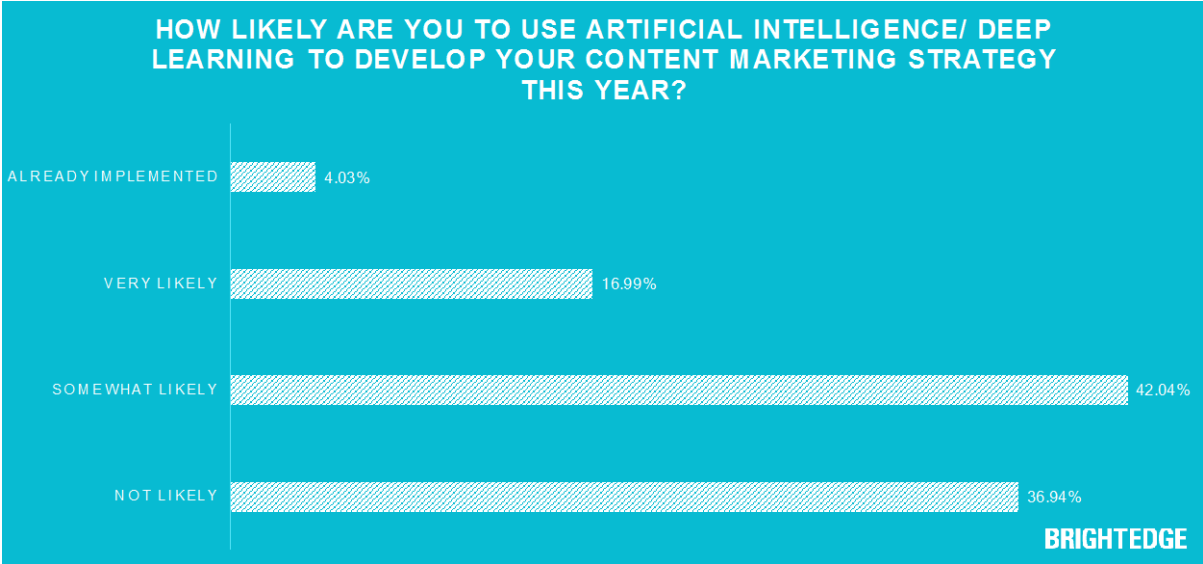 HOW LIKELY ARE YOU TO USE ARTIFICIAL INTELLIGENCE/ DEEP
LEARNING TO DEVELOP YOUR CONTENT MARKETING STRATEGY
THIS YEAR?
ALREADY IMPLEMENTED 4.03%
VERY LIKELY 16.99%
SOMEWHAT LIKELY 42.04%
NOT LIKELY 36.94%
BRIGHTEDGE